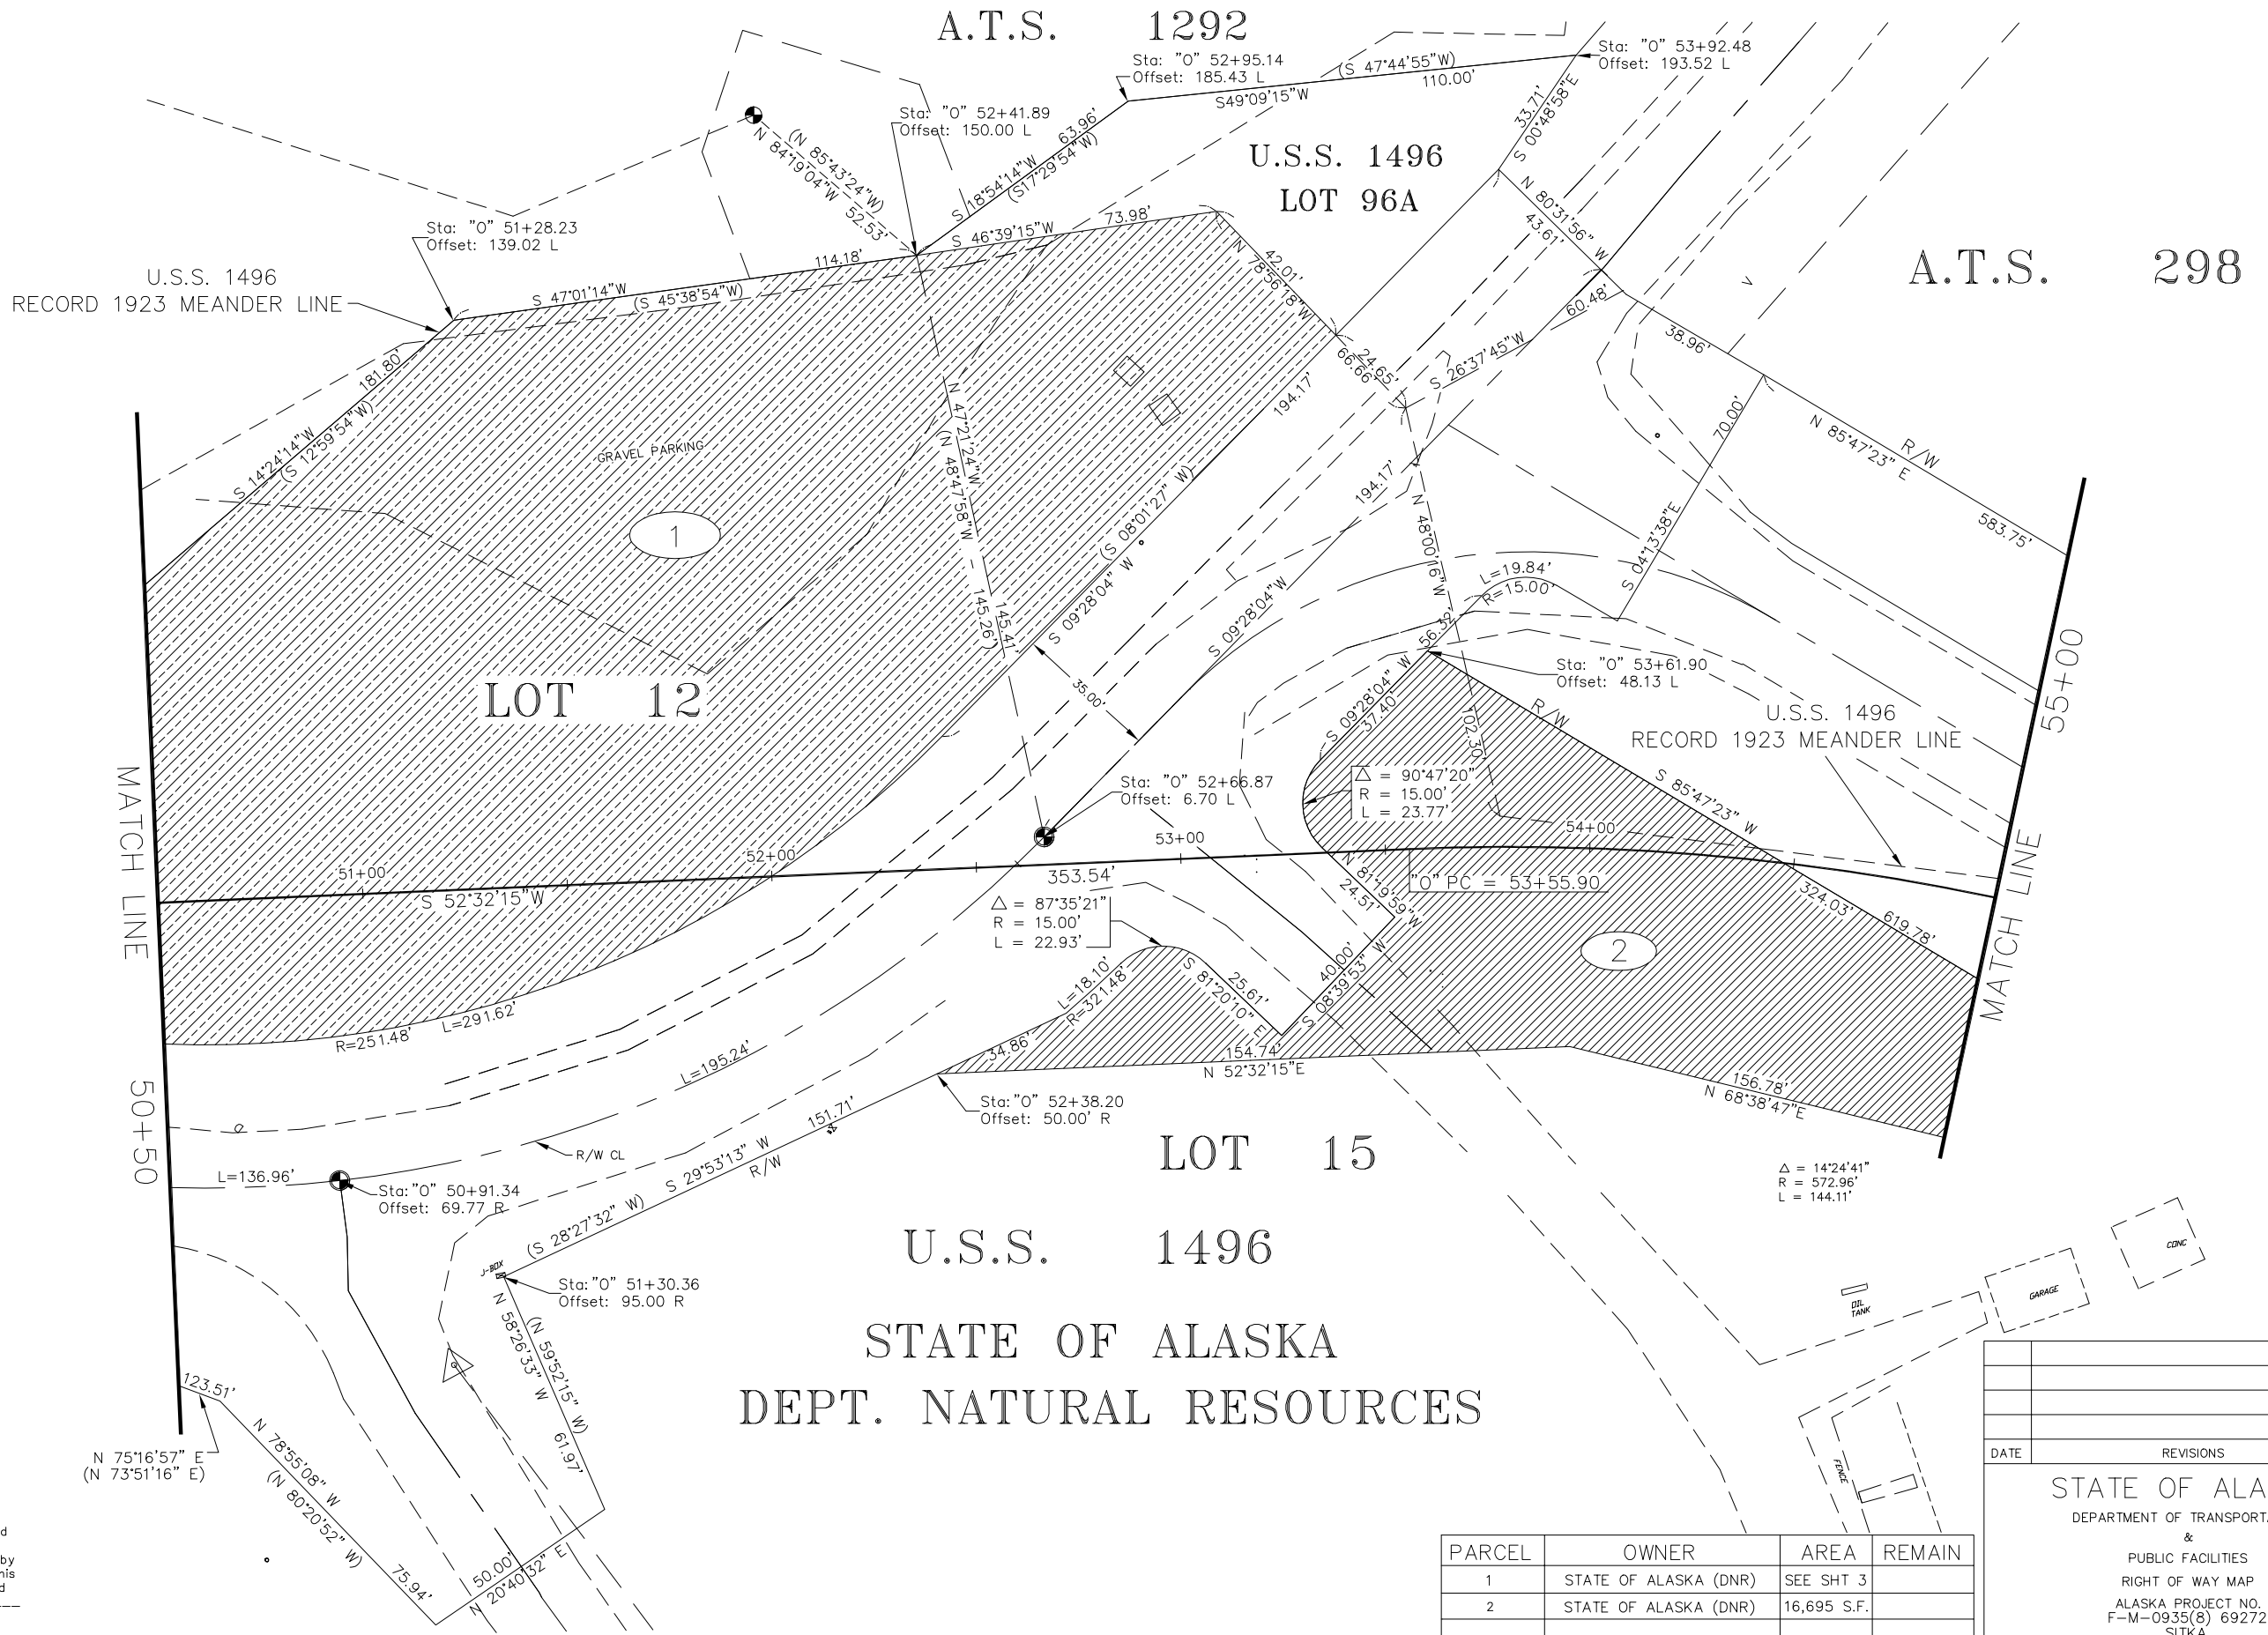 A.T.S. 1292
Sta: "O" 53+92.48
Offset: 193.52 L
Sta: "O" 52+95.14
Offset: 185.43 L
(S 47°44'55"W)
110.00'
S49°09'15"W
Sta: "O" 52+41.89
Offset: 150.00 L
63.96'
S 18°54'14"W
(S17°29'54"W)
33.71'
S 00°48'58"E
(N 85°43'24"W)
N 84°19'04"W 52.53'
U.S.S. 1496
LOT 96A
N 80°31'56" W
43.61'
Sta: "O" 51+28.23
Offset: 139.02 L
U.S.S. 1496
RECORD 1923 MEANDER LINE
S 46°39'15"W
73.98'
114.18'
S 47°01'14"W
(S 45°38'54"W)
42.01'
N 78°56'18"W
A.T.S. 298
60.48'
38.96'
S 26°37'45"W
24.65'
66.66'
181.80'
S 14°24'14"W
(S 12°59'54"W)
GRAVEL PARKING
1
N 47°21'24"W 145.41'
(N 48°47'58"W - 145.26')
194.17'
(S 08°01'27" W)
S 09°28'04" W
194.17'
S 09°28'04"W
N 48°00'16"W
102.30'
70.00'
S 04°13'38"E
N 85°47'23" E
R/W
583.75'
L=19.84'
R=15.00'
56.32'
LOT 12
35.00'
Sta: "O" 53+61.90
Offset: 48.13 L
S 09°28'04" W
37.40'
R/W
U.S.S. 1496
RECORD 1923 MEANDER LINE
55+00
MATCH LINE
S 85°47'23" W
Sta: "O" 52+66.87
Offset: 6.70 L
△ = 90°47'20"
R = 15.00'
L = 23.77'
MATCH LINE
50+50
51+00
52+00
53+00
54+00
S 52°32'15"W
353.54'
"O" PC = 53+55.90
N 81°19'59"W
24.51'
324.03'
619.78'
△ = 87°35'21"
R = 15.00'
L = 22.93'
2
25.61'
S 81°20'10" E
40.00'
S 08°39'53" W
L=18.10'
R=321.48'
34.86'
154.74'
N 52°32'15"E
156.78'
N 68°38'47"E
R=251.48'
L=291.62'
L=195.24'
151.71'
Sta:"O" 52+38.20
Offset: 50.00' R
LOT 15
△ = 14°24'41"
R = 572.96'
L = 144.11'
R/W CL
L=136.96'
Sta:"O" 50+91.34
Offset: 69.77 R
S 29°53'13" W
(S 28°27'32" W)
R/W
U.S.S. 1496
J-BOX
Sta:"O" 51+30.36
Offset: 95.00 R
N 58°26'33" W
(N 59°52'15" W)
61.97'
STATE OF ALASKA
DEPT. NATURAL RESOURCES
CONC
GARAGE
OIL
TANK
FENCE
123.51'
N 75°16'57" E
(N 73°51'16" E)
N 78°55'08" W
(N 80°20'52" W)
75.94'
50.00'
N 20°40'32" E
d
by
his
d
DATE REVISIONS
STATE OF ALA
DEPARTMENT OF TRANSPORT
&
PUBLIC FACILITIES
RIGHT OF WAY MAP
ALASKA PROJECT NO.
F-M-0935(8) 69272
SITKA
PARCEL OWNER AREA REMAIN
1 STATE OF ALASKA (DNR) SEE SHT 3
2 STATE OF ALASKA (DNR) 16,695 S.F.